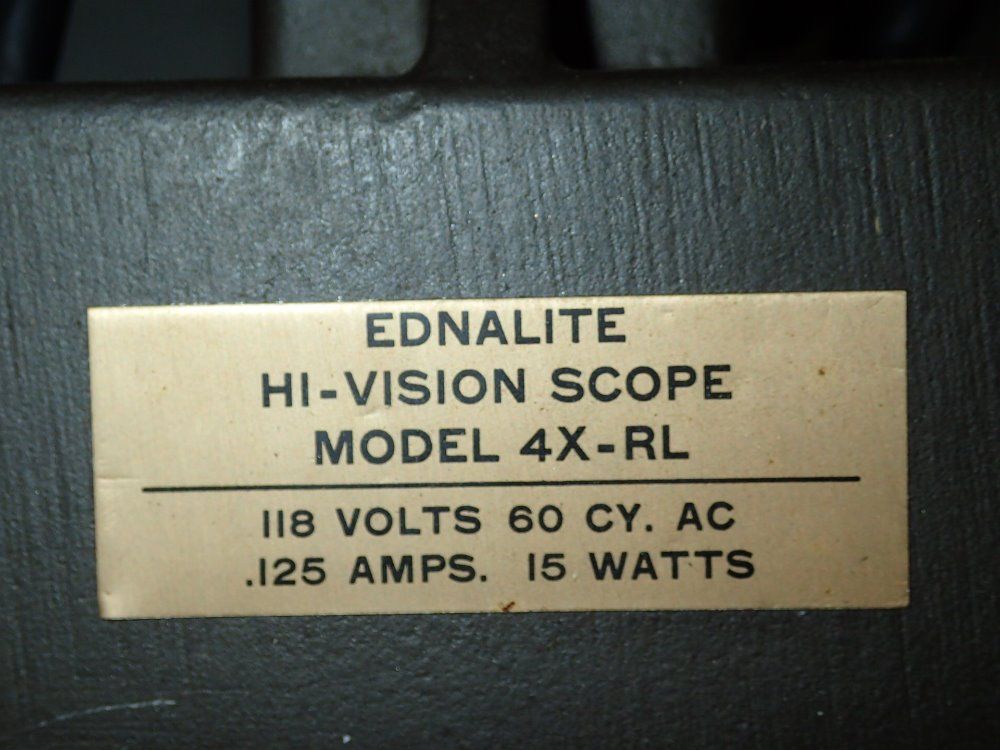 EDNALITE
HI-VISION SCOPE
MODEL 4X-RL
118 VOLTS 60 CY. AC
.125 AMPS. 15 WATTS